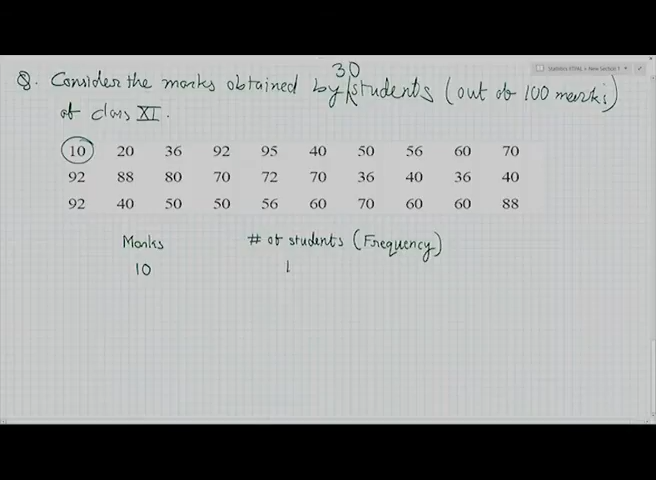 Q. Consider the marks obtained by 30 students (out of 100 marks)
of class XI.
10 20 36 92 95 40 50 56 60 70
92 88 80 70 72 70 36 40 36 40
92 40 50 50 56 60 70 60 60 88
Marks # of students (Frequency)
10 1